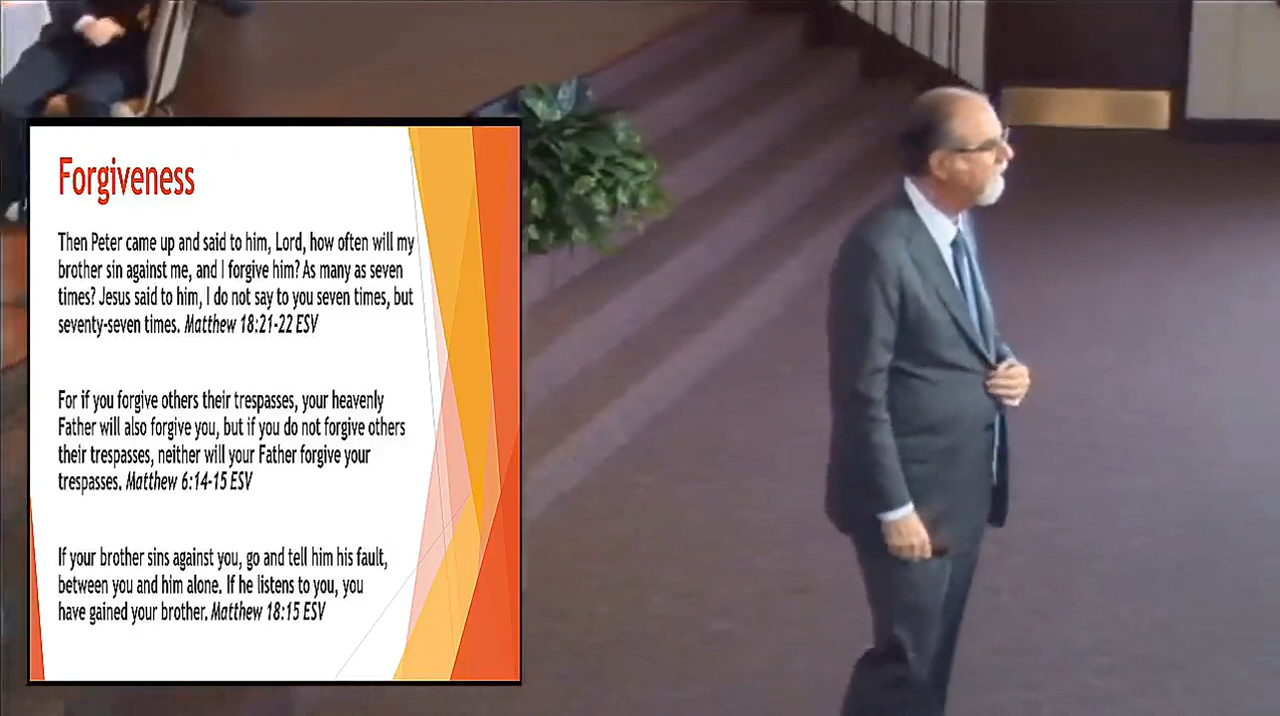 Forgiveness
Then Peter came up and said to him, Lord, how often will my
brother sin against me, and I forgive him? As many as seven
times? Jesus said to him, I do not say to you seven times, but
seventy-seven times. Matthew 18:21-22 ESV
For if you forgive others their trespasses, your heavenly
Father will also forgive you, but if you do not forgive others
their trespasses, neither will your Father forgive your
trespasses. Matthew 6:14-15 ESV
If your brother sins against you, go and tell him his fault,
between you and him alone. If he listens to you, you
have gained your brother. Matthew 18:15 ESV